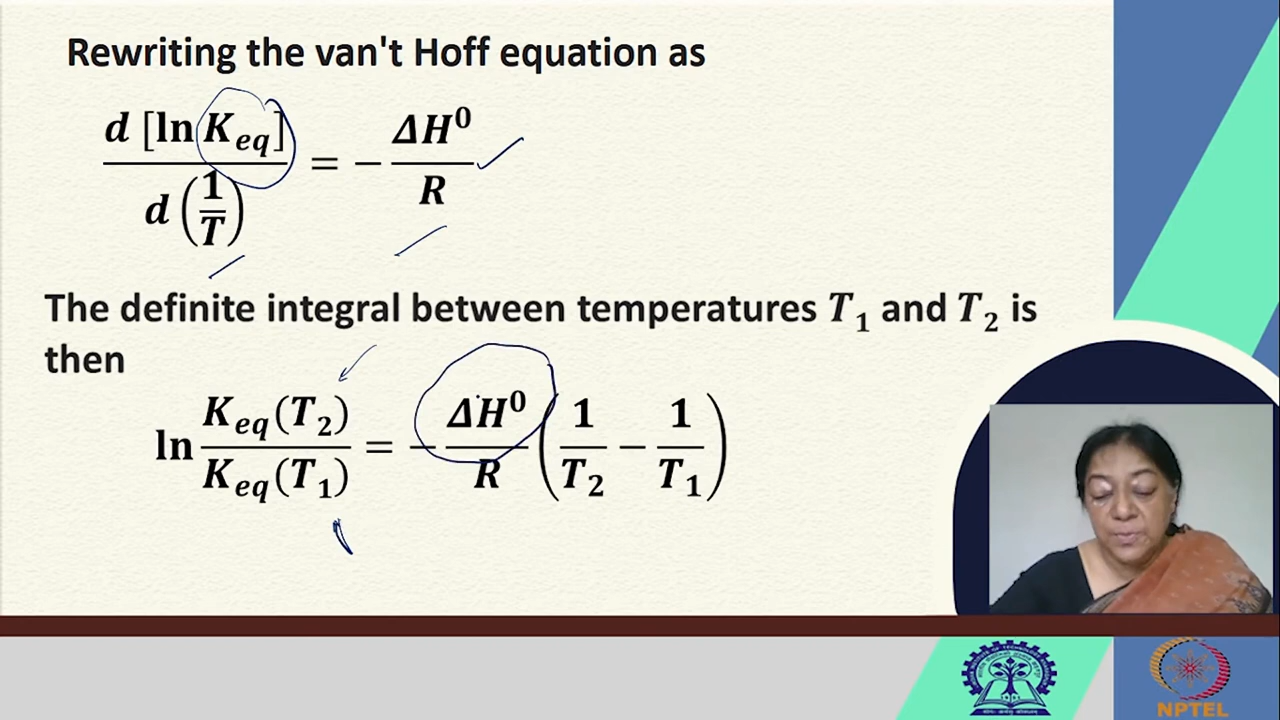 Rewriting the van't Hoff equation as
d [ln K_eq] / d (1/T) = − ΔH⁰ / R
The definite integral between temperatures T₁ and T₂ is
then
ln K_eq(T₂) / K_eq(T₁) = − ΔH⁰ / R (1/T₂ − 1/T₁)
NPTEL